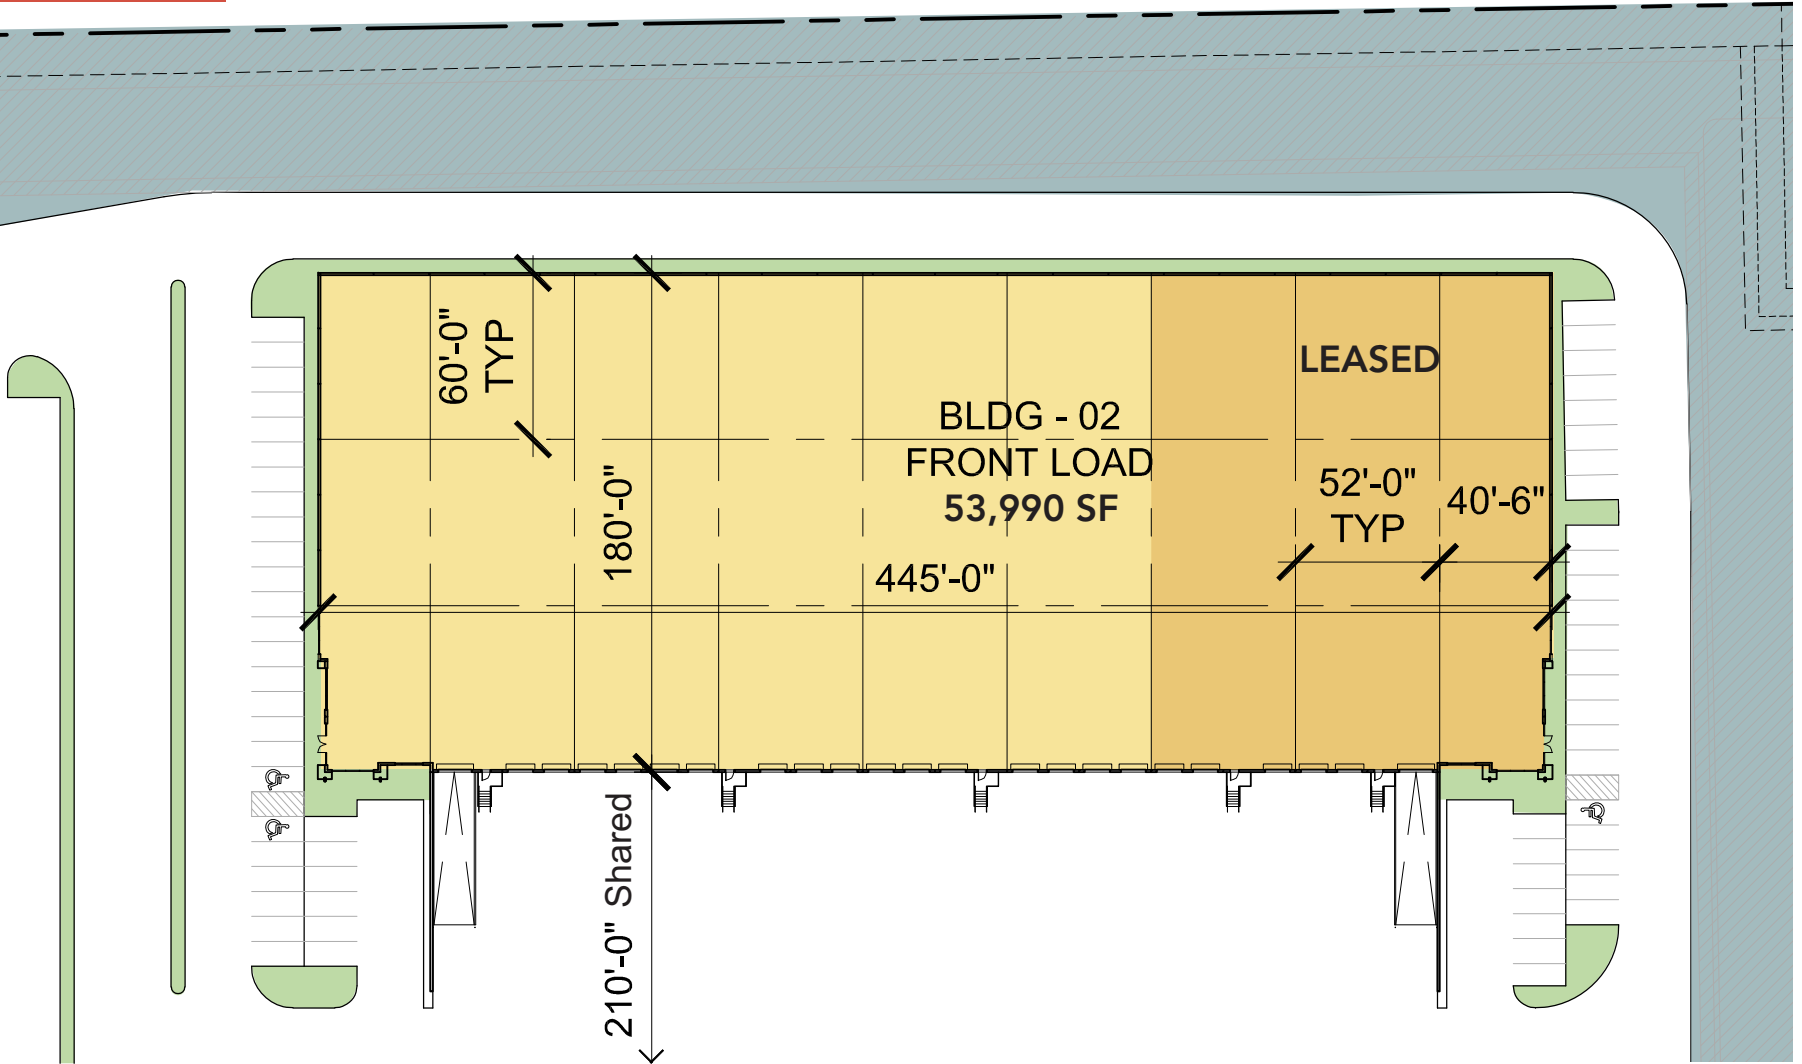 60'-0"
TYP
LEASED
BLDGG - 02
FRONT LOAD
53,990 SF
180'-0"
52'-0"
TYP
40'-6"
445'-0"
210'-0" Shared